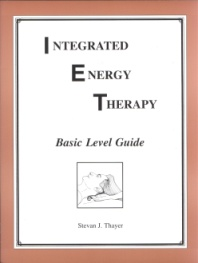 INTEGRATED
ENERGY
THERAPY
Basic Level Guide
Stevan J. Thayer